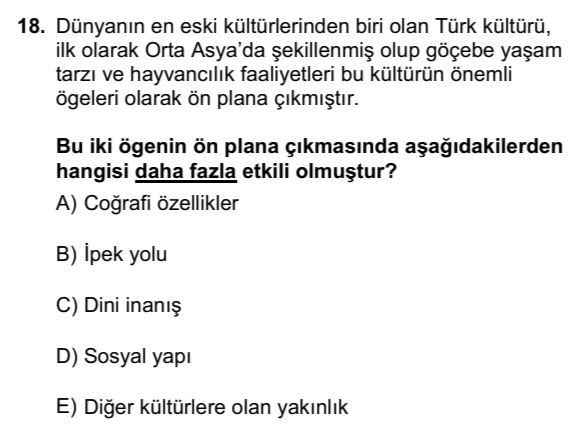 18. Dünyanın en eski kültürlerinden biri olan Türk kültürü,
ilk olarak Orta Asya’da şekillenmiş olup göçebe yaşam
tarzı ve hayvancılık faaliyetleri bu kültürün önemli
ögeleri olarak ön plana çıkmıştır.
Bu iki ögenin ön plana çıkmasında aşağıdakilerden
hangisi daha fazla etkili olmuştur?
A) Coğrafi özellikler
B) İpek yolu
C) Dini inanış
D) Sosyal yapı
E) Diğer kültürlere olan yakınlık